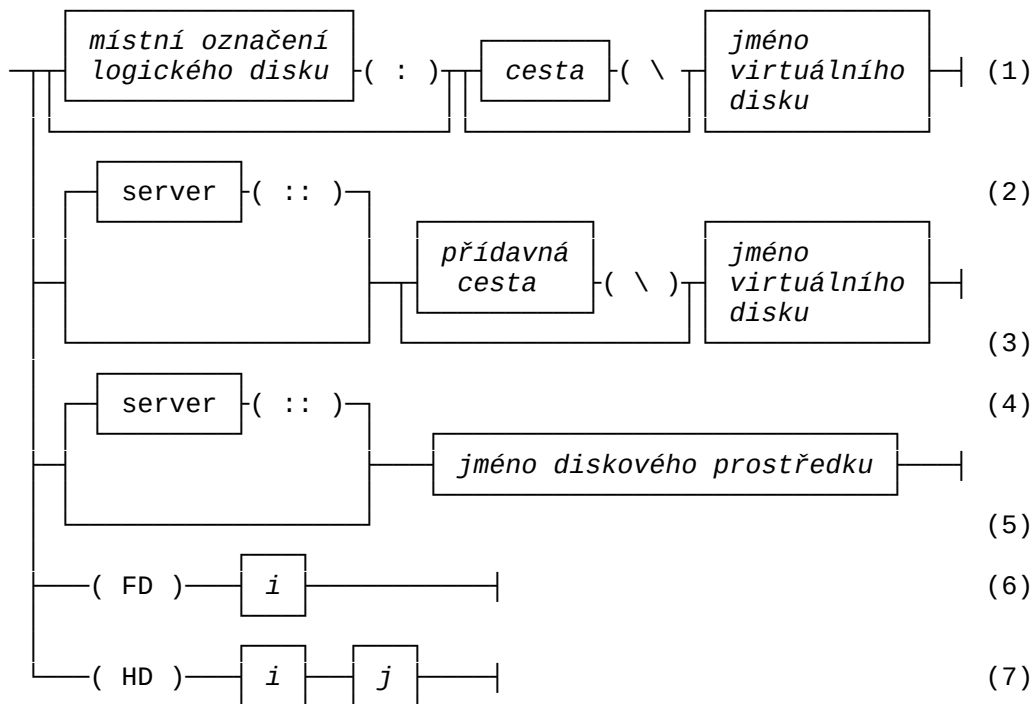 místní označení
logického disku ( : ) cesta ( \ jméno
virtuálního
disku (1)
server ( :: ) (2)
přídavná
cesta ( \ ) jméno
virtuálního
disku
(3)
server ( :: ) (4)
jméno diskového prostředku
(5)
( FD ) i (6)
( HD ) i j (7)